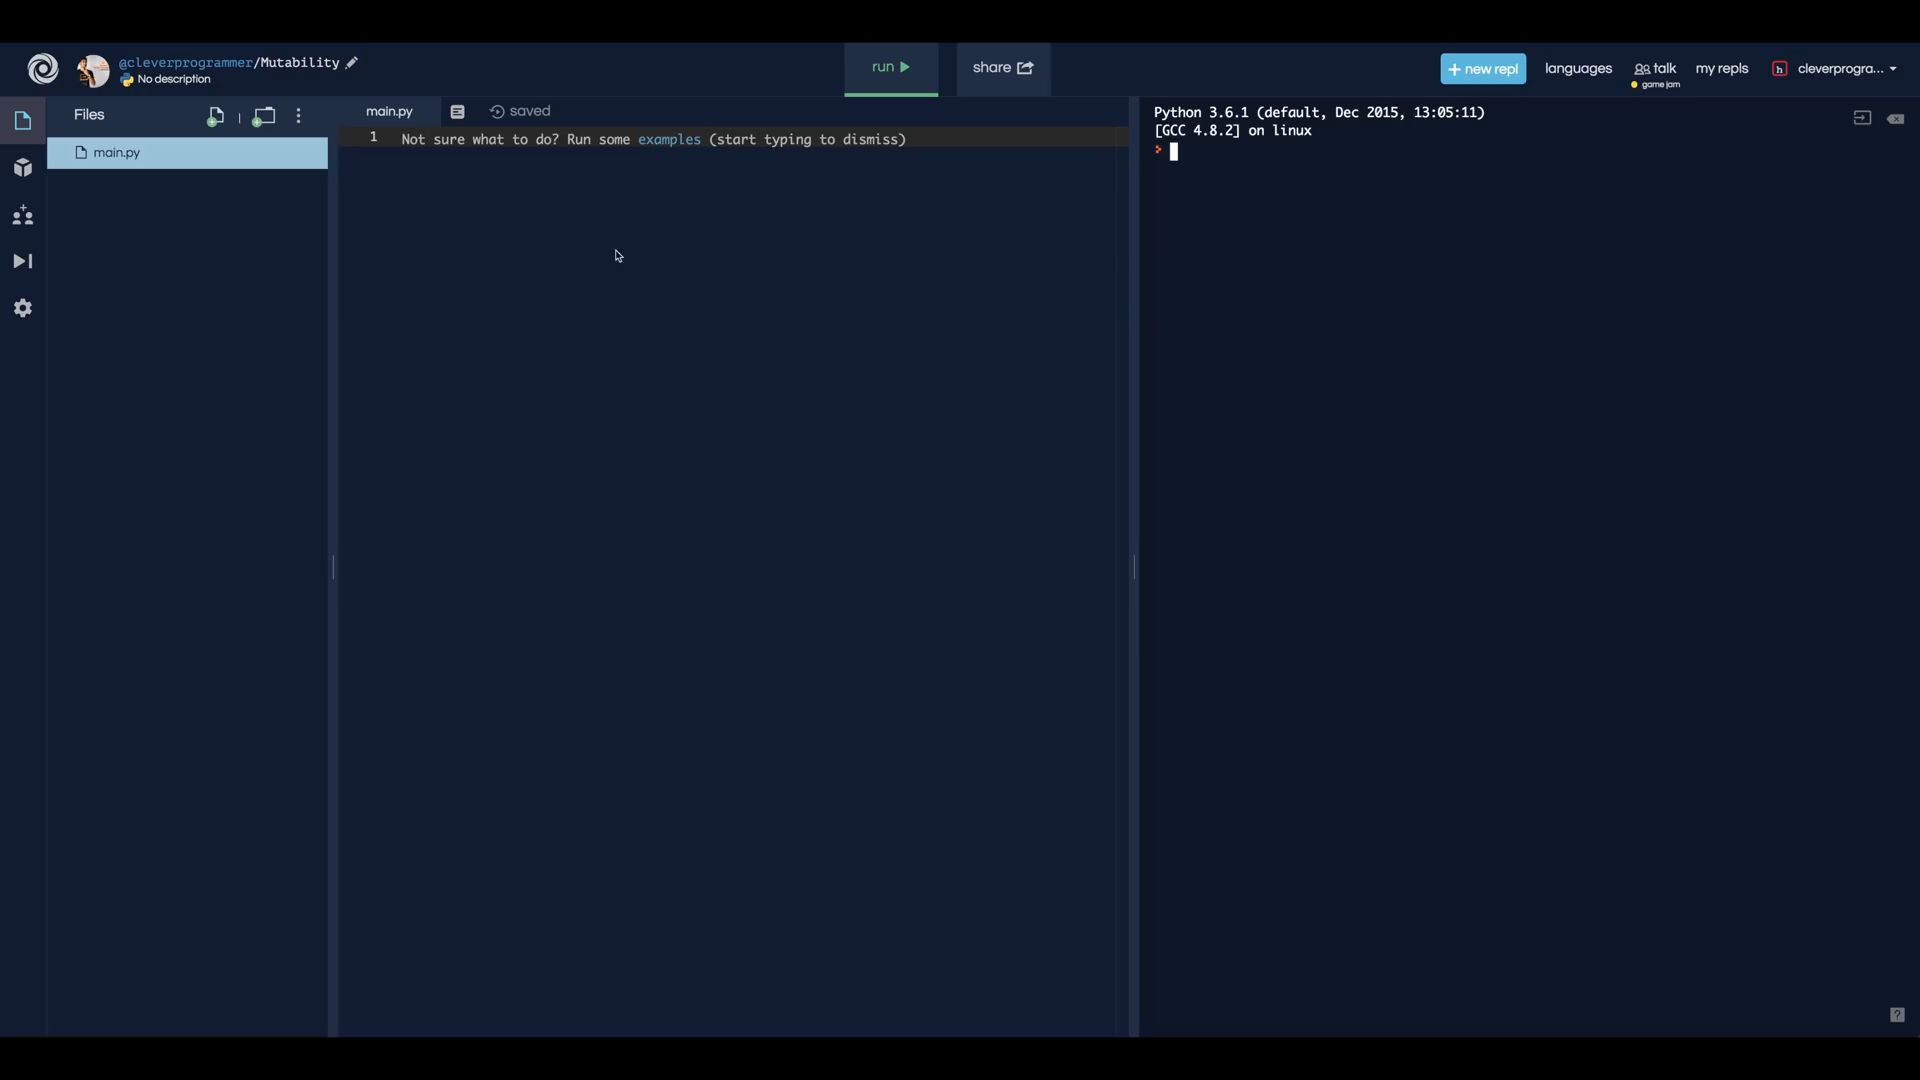 @cleverprogrammer/Mutability
No description
run
share
+ new repl
languages
talk
game jam
my repls
h
cleverprogra...
Files
main.py
main.py
saved
1
Not sure what to do? Run some examples (start typing to dismiss)
Python 3.6.1 (default, Dec 2015, 13:05:11)
[GCC 4.8.2] on linux
>
?